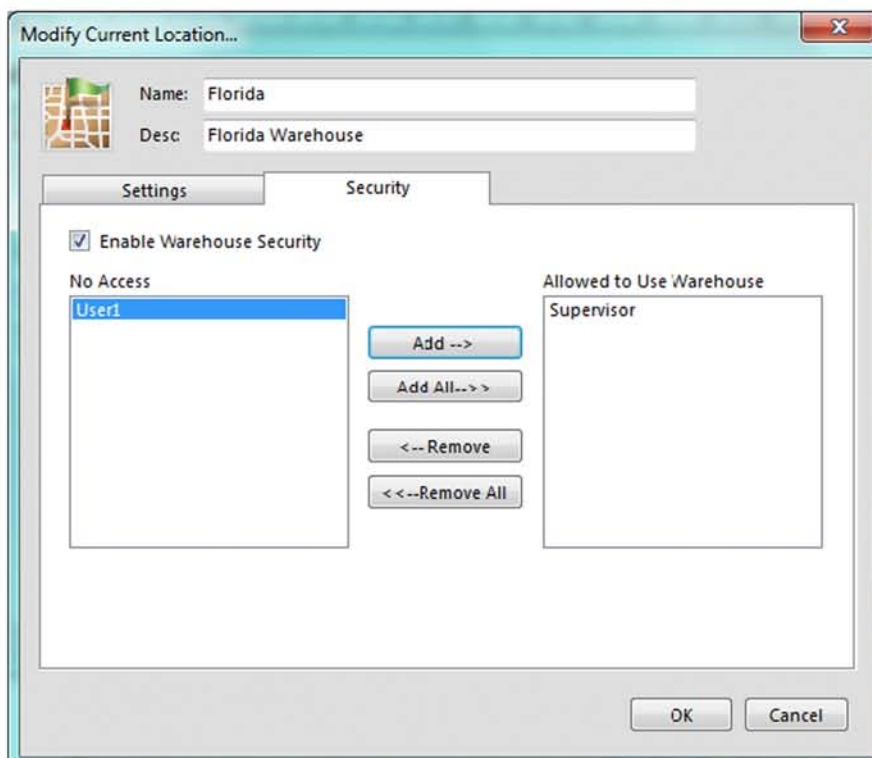 Modify Current Location...
Name: Florida
Desc Florida Warehouse
Settings Security
Enable Warehouse Security
No Access Allowed to Use Warehouse
User1 Supervisor
Add -->
Add All-->>
<-- Remove
<<--Remove All
OK Cancel